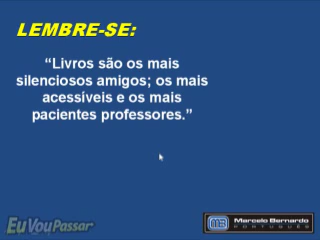 LEMBRE-SE:
“Livros são os mais
silenciosos amigos; os mais
acessíveis e os mais
pacientes professores.”
EuVouPassar
MB Marcelo Bernardo
PORTUGUÊS